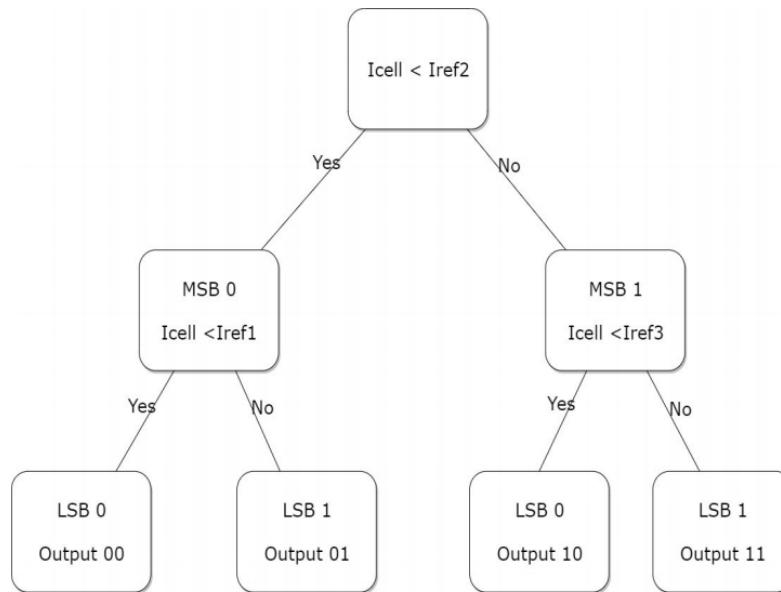 Icell < Iref2
Yes
No
MSB 0
Icell <Iref1
MSB 1
Icell <Iref3
Yes
No
Yes
No
LSB 0
Output 00
LSB 1
Output 01
LSB 0
Output 10
LSB 1
Output 11